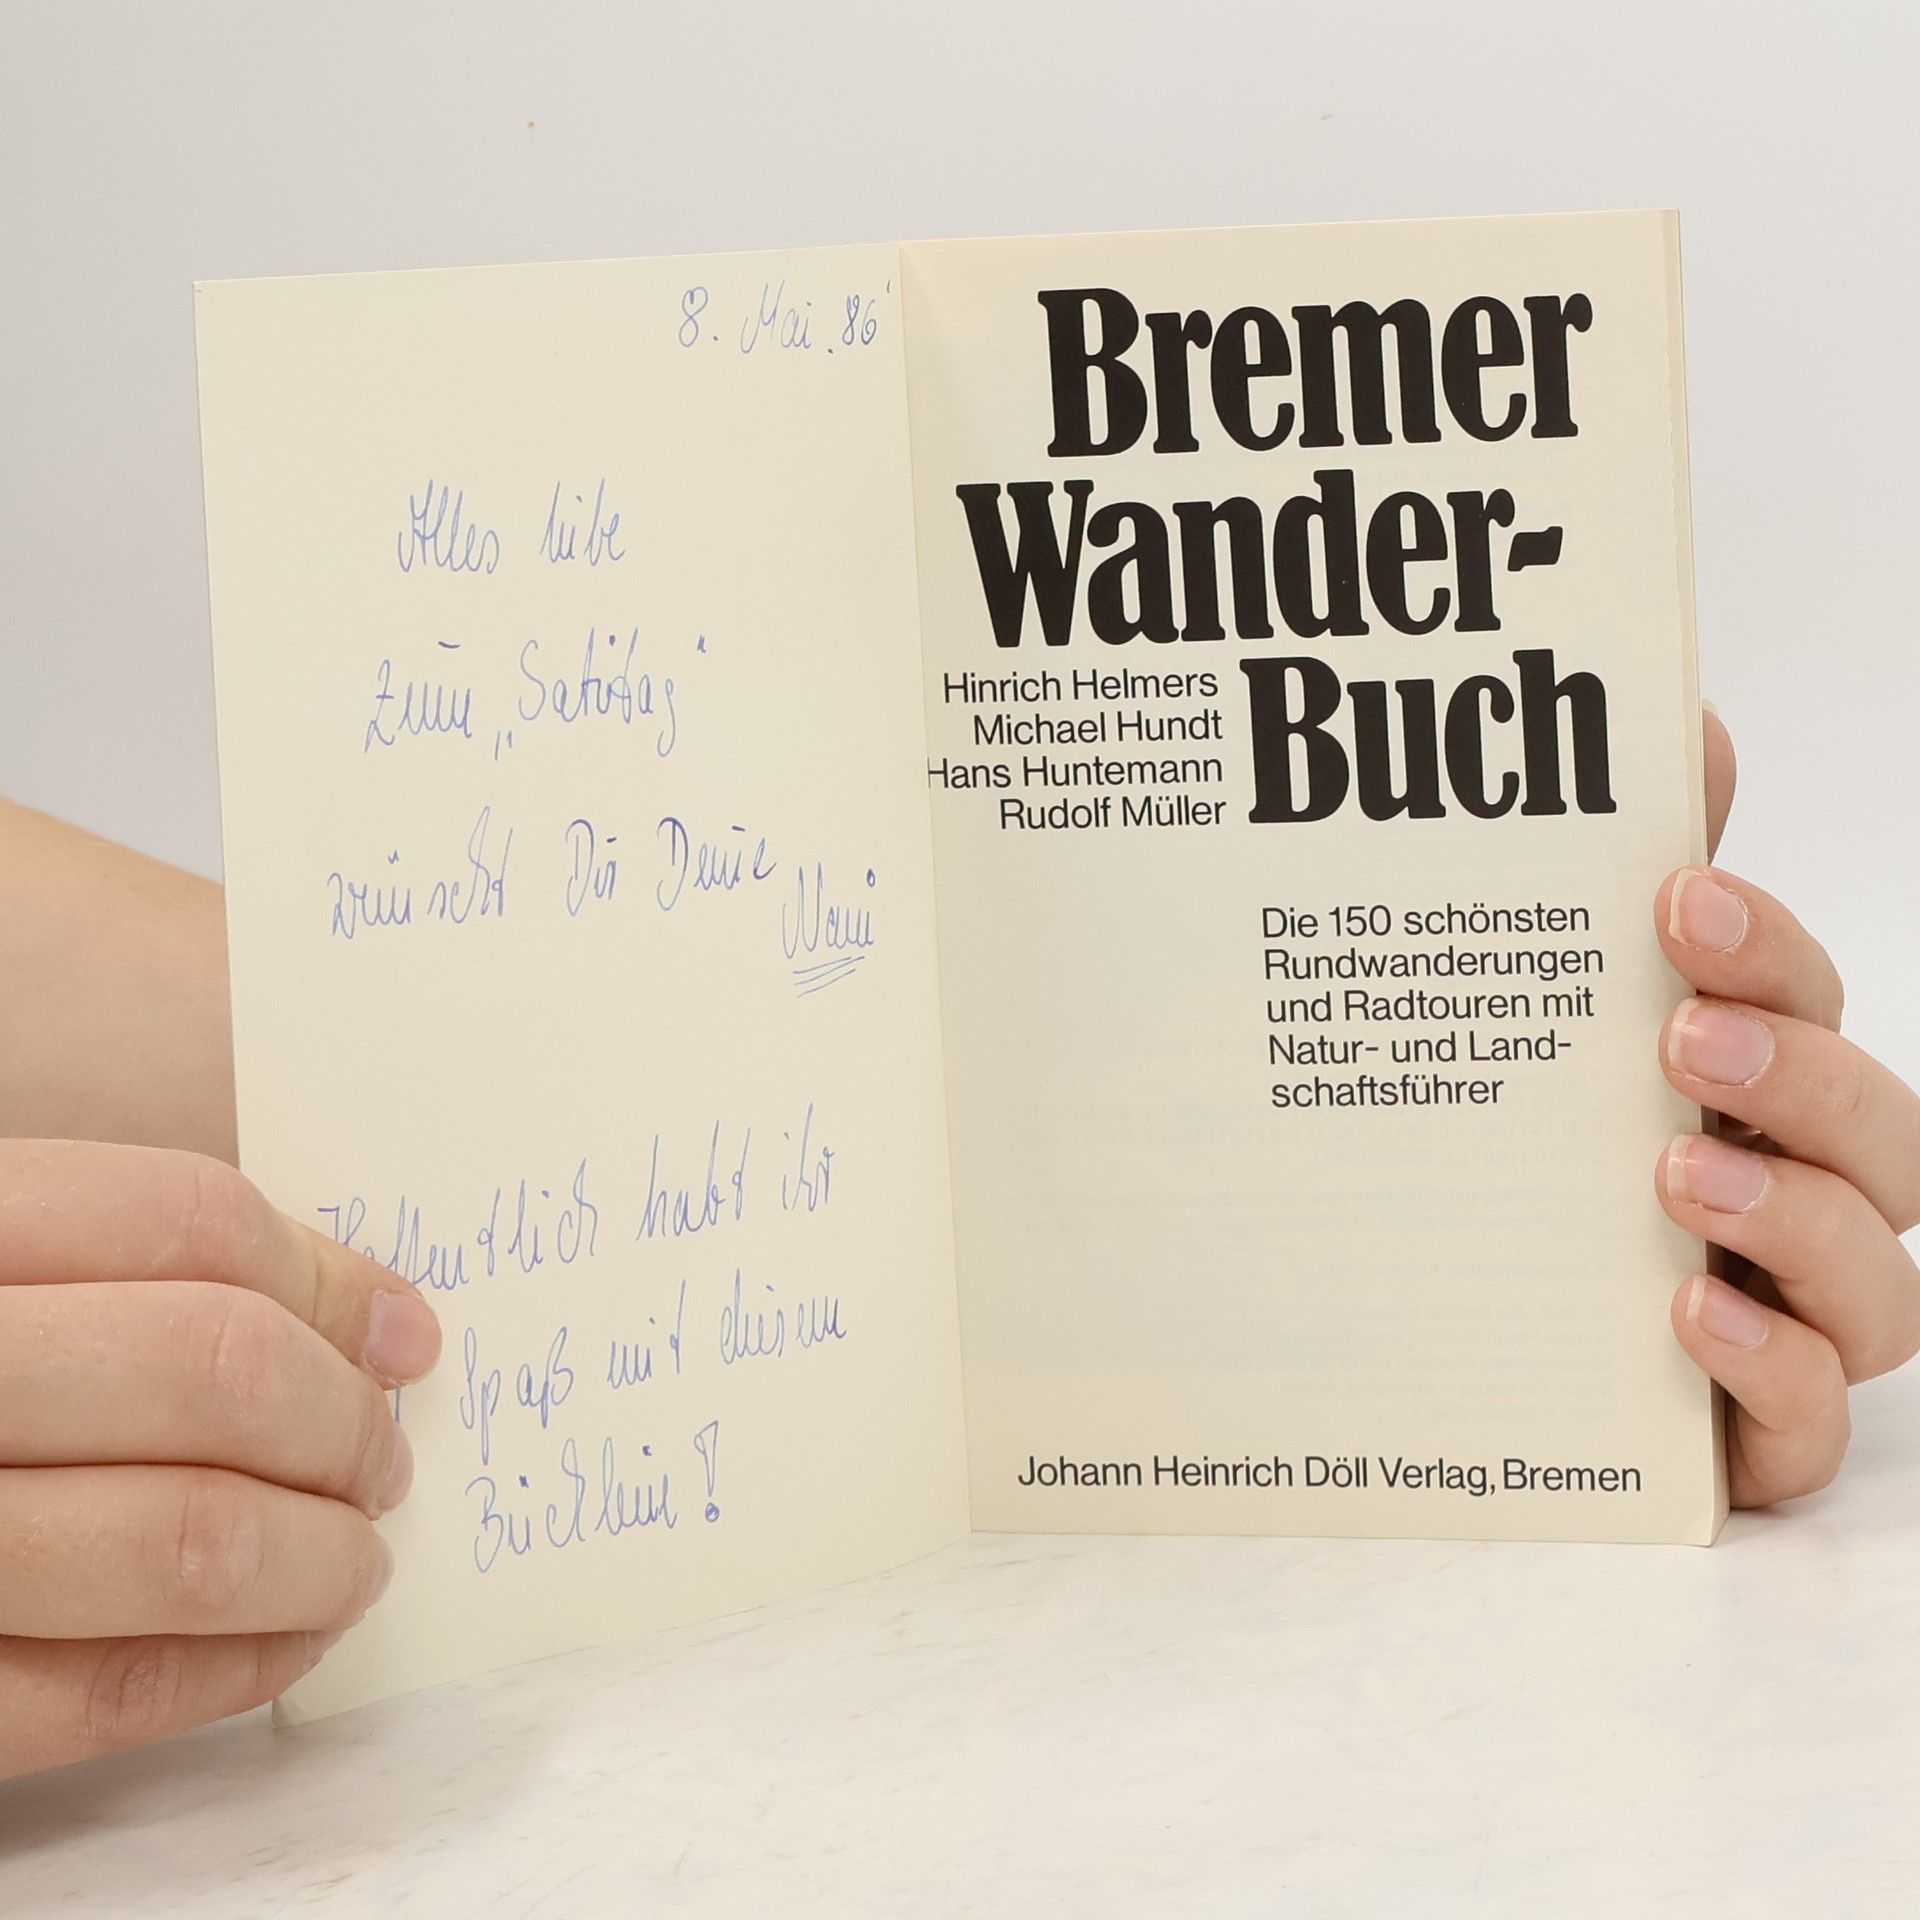 8. Mai. 86'
Alles liebe
zum
wünscht Dir Deine
Hoffentlich habt ihr
Spaß mit diesem
Büchlein!
Bremer
Wander-
Buch
Hinrich Helmers
Michael Hundt
Hans Huntemann
Rudolf Müller
Die 150 schönsten
Rundwanderungen
und Radtouren mit
Natur- und Land-
schaftsführer
Johann Heinrich Döll Verlag, Bremen